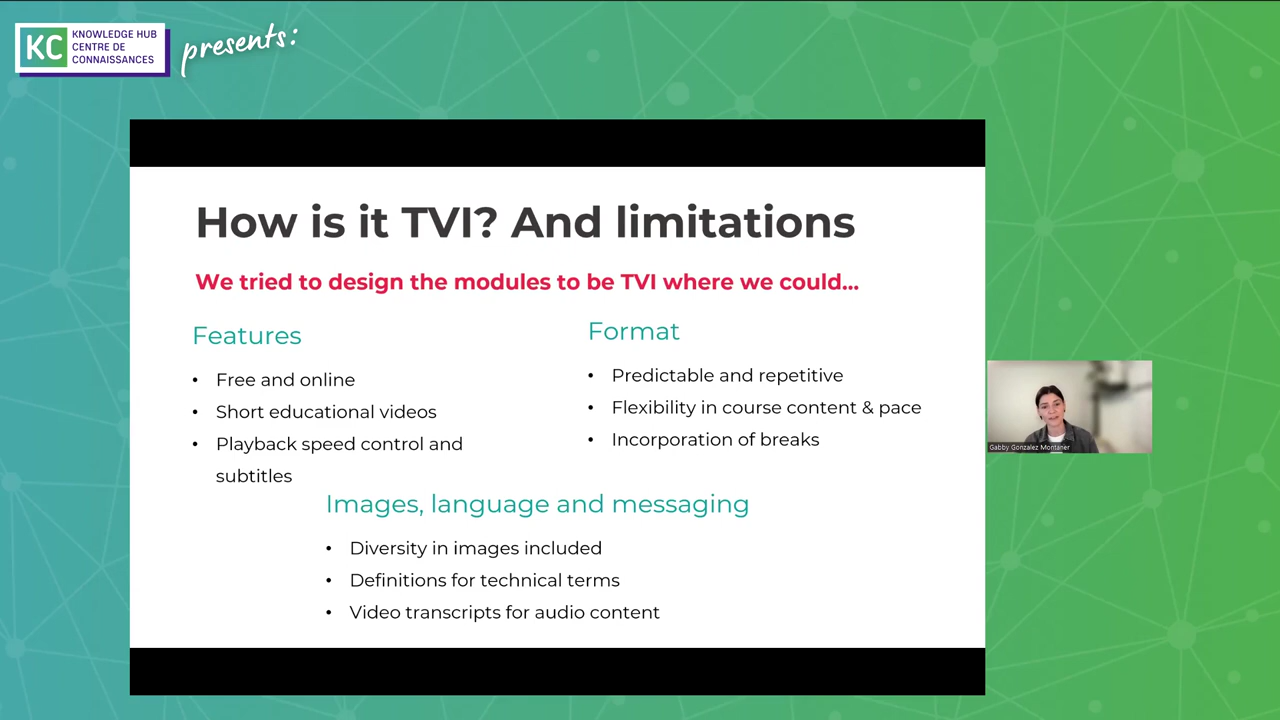 KC
KNOWLEDGE HUB
CENTRE DE
CONNAISSANCES
presents:
How is it TVI? And limitations
We tried to design the modules to be TVI where we could...
Features
• Free and online
• Short educational videos
• Playback speed control and
subtitles
Format
• Predictable and repetitive
• Flexibility in course content & pace
• Incorporation of breaks
Images, language and messaging
• Diversity in images included
• Definitions for technical terms
• Video transcripts for audio content
Gabby Gonzalez Montaner